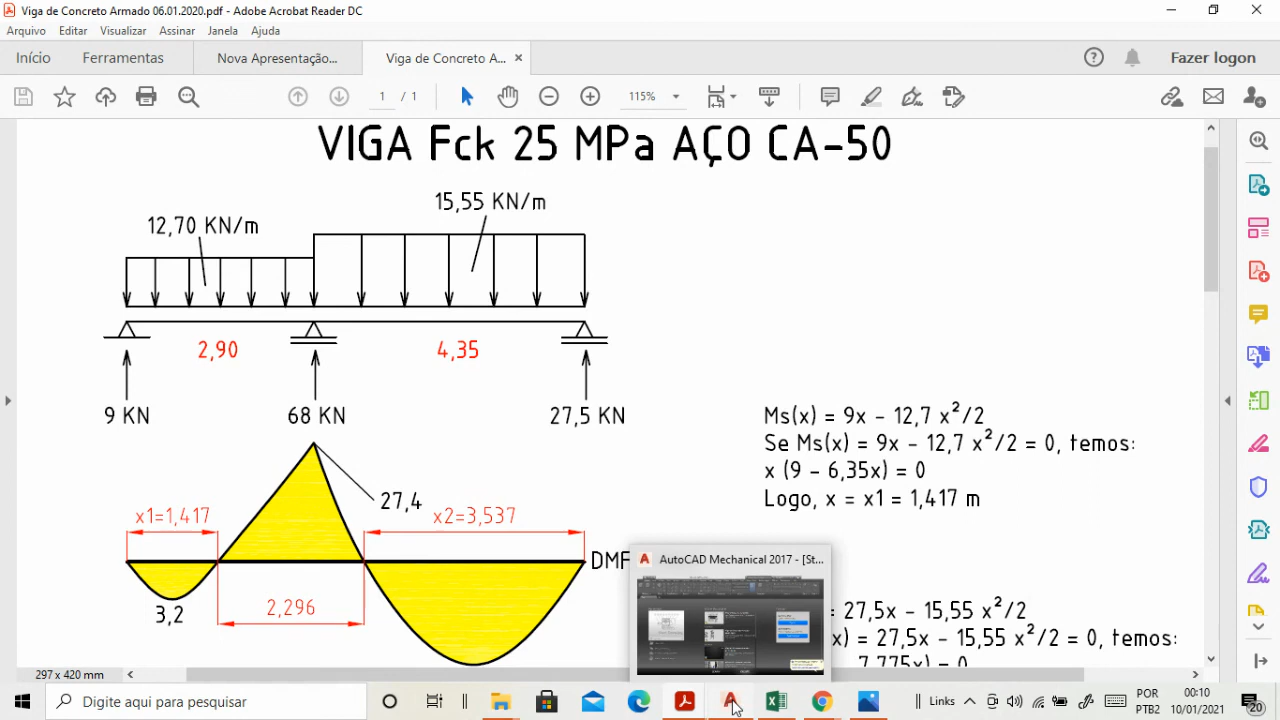 Viga de Concreto Armado 06.01.2020.pdf - Adobe Acrobat Reader DC
Arquivo Editar Visualizar Assinar Janela Ajuda
Início Ferramentas Nova Apresentação... Viga de Concreto A... × Fazer logon
1 / 1 115%
VIGA Fck 25 MPa AÇO CA-50
15,55 KN/m
12,70 KN/m
2,90 4,35
9 KN 68 KN 27,5 KN
Ms(x) = 9x - 12,7 x²/2
Se Ms(x) = 9x - 12,7 x²/2 = 0, temos:
x (9 - 6,35x) = 0
Logo, x = x1 = 1,417 m
27,4
x1=1,417 x2=3,537
DMF
3,2 2,296
AutoCAD Mechanical 2017 - [St...
= 27,5x - 15,55 x²/2
x) = 27,5x - 15,55 x²/2 = 0, temos:
7,775x) = 0
420
Digite aqui para pesquisar
Links
POR
PTB2
00:10
10/01/2021
20